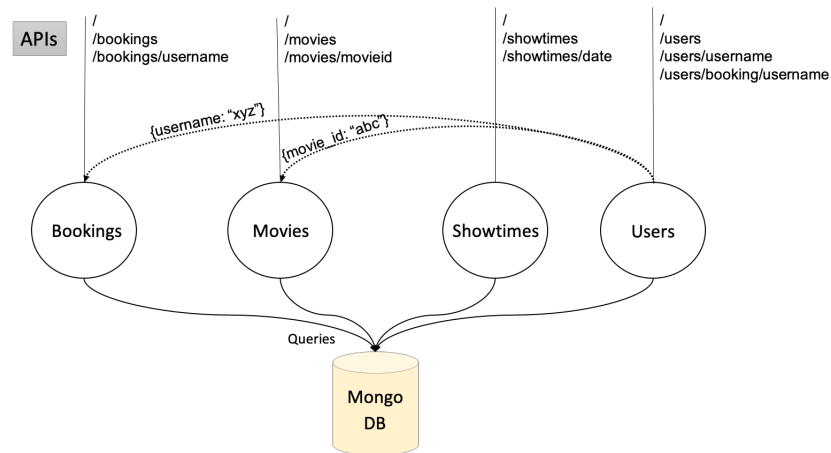 APIs
/
/bookings
/bookings/username
/
/movies
/movies/movieid
/
/showtimes
/showtimes/date
/
/users
/users/username
/users/booking/username
{username: “xyz”}
{movie_id: “abc”}
Bookings
Movies
Showtimes
Users
Queries
Mongo
DB